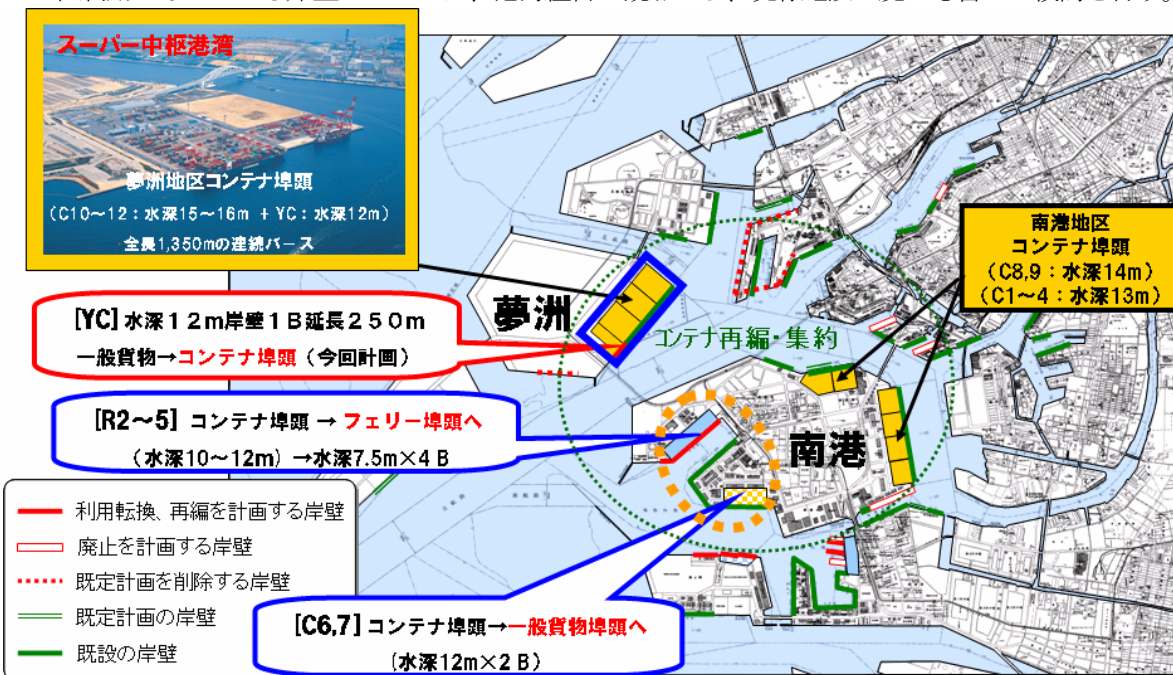 スーパー中枢港湾
夢洲地区コンテナ埠頭
(C10～12：水深15～16m + YC：水深12m)
全長1,350mの連続バース
南港地区
コンテナ埠頭
(C8,9：水深14m)
(C1～4：水深13m)
[YC] 水深12m岸壁1B延長250m
一般貨物→コンテナ埠頭（今回計画）
夢洲
コンテナ再編・集約
[R2～5] コンテナ埠頭 → フェリー埠頭へ
(水深10～12m) →水深7.5m×4B
南港
利用転換、再編を計画する岸壁
廃止を計画する岸壁
既定計画を削除する岸壁
既定計画の岸壁
既設の岸壁
[C6,7] コンテナ埠頭→一般貨物埠頭へ
(水深12m×2B)